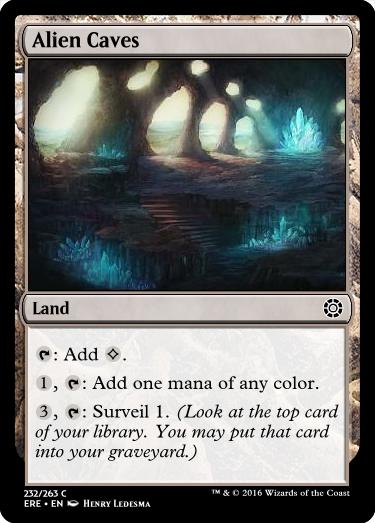 Alien Caves
Land
: Add .
1, : Add one mana of any color.
3, : Surveil 1. (Look at the top card
of your library. You may put that card
into your graveyard.)
232/263 C
ERE • EN HENRY LEDESMA
™ & © 2016 Wizards of the Coast